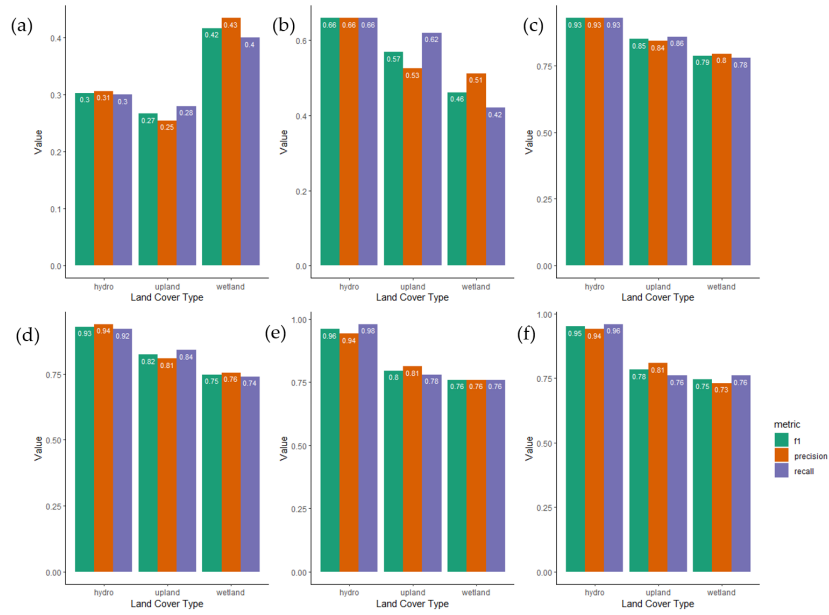 (a)
Value
0.4
0.3
0.2
0.1
0.0
0.3
0.31
0.3
0.27
0.25
0.28
0.42
0.43
0.4
hydro
upland
wetland
Land Cover Type
(b)
Value
0.6
0.4
0.2
0.0
0.66
0.66
0.66
0.57
0.53
0.62
0.46
0.51
0.42
hydro
upland
wetland
Land Cover Type
(c)
Value
0.75
0.50
0.25
0.00
0.93
0.93
0.93
0.85
0.84
0.86
0.79
0.8
0.78
hydro
upland
wetland
Land Cover Type
(d)
Value
0.75
0.50
0.25
0.00
0.93
0.94
0.92
0.82
0.81
0.84
0.75
0.76
0.74
hydro
upland
wetland
Land Cover Type
(e)
Value
1.00
0.75
0.50
0.25
0.00
0.96
0.94
0.98
0.8
0.81
0.78
0.76
0.76
0.76
hydro
upland
wetland
Land Cover Type
(f)
Value
1.00
0.75
0.50
0.25
0.00
0.95
0.94
0.96
0.78
0.81
0.76
0.75
0.73
0.76
hydro
upland
wetland
Land Cover Type
metric
f1
precision
recall